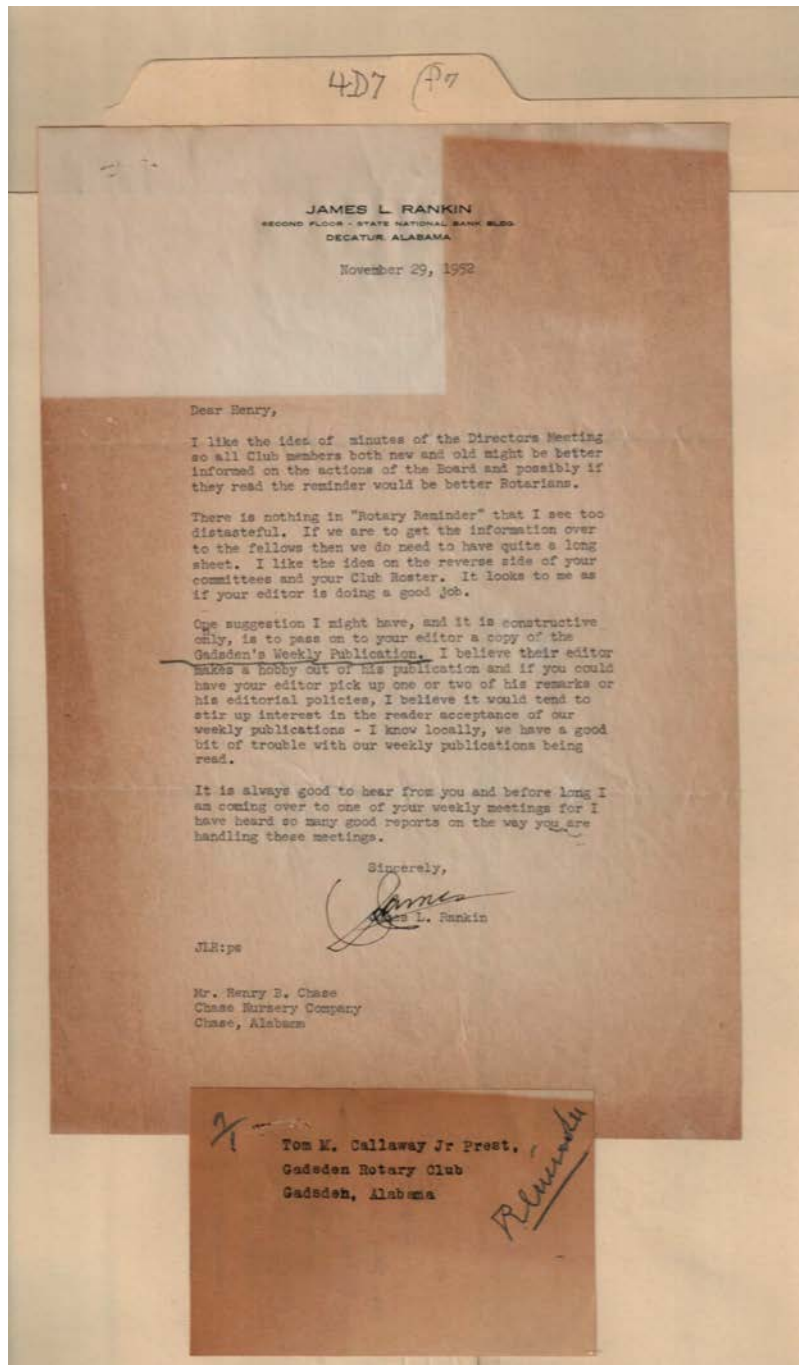 4D7
JAMES L. RANKIN
SECOND FLOOR - STATE NATIONAL BANK BLDG.
DECATUR, ALABAMA
November 29, 1952
Dear Henry,
I like the idea of minutes of the Directors Meeting
so all Club members both new and old might be better
informed on the actions of the Board and possibly if
they read the reminder would be better Rotarians.
There is nothing in "Rotary Reminder" that I see too
distasteful. If we are to get the information over
to the fellows then we do need to have quite a long
sheet. I like the idea on the reverse side of your
committees and your Club Roster. It looks to me as
if your editor is doing a good job.
One suggestion I might have, and it is constructive
only, is to pass on to your editor a copy of the
Gadsden's Weekly Publication. I believe their editor
makes a hobby out of his publication and if you could
have your editor pick up one or two of his remarks or
his editorial policies, I believe it would tend to
stir up interest in the reader acceptance of our
weekly publications - I know locally, we have a good
bit of trouble with our weekly publications being
read.
It is always good to hear from you and before long I
am coming over to one of your weekly meetings for I
have heard so many good reports on the way you are
handling these meetings.
Sincerely,
James
James L. Rankin
JLR:ps
Mr. Henry B. Chase
Chase Nursery Company
Chase, Alabama
Tom M. Callaway Jr Prest,
Gadsden Rotary Club
Gadsden, Alabama
Reminder